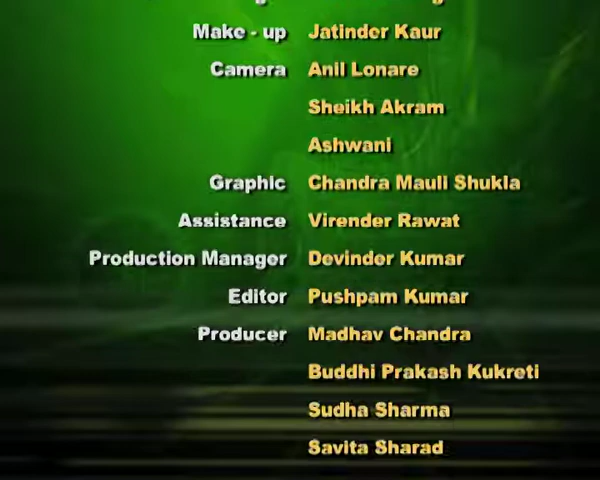 Make - up Jatinder Kaur
Camera Anil Lonare
Sheikh Akram
Ashwani
Graphic Chandra Mauli Shukla
Assistance Virender Rawat
Production Manager Devinder Kumar
Editor Pushpam Kumar
Producer Madhav Chandra
Buddhi Prakash Kukreti
Sudha Sharma
Savita Sharad